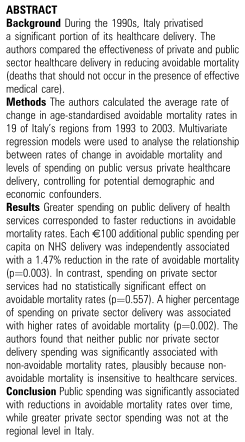 ABSTRACT
Background During the 1990s, Italy privatised
a significant portion of its healthcare delivery. The
authors compared the effectiveness of private and public
sector healthcare delivery in reducing avoidable mortality
(deaths that should not occur in the presence of effective
medical care).
Methods The authors calculated the average rate of
change in age-standardised avoidable mortality rates in
19 of Italy's regions from 1993 to 2003. Multivariate
regression models were used to analyse the relationship
between rates of change in avoidable mortality and
levels of spending on public versus private healthcare
delivery, controlling for potential demographic and
economic confounders.
Results Greater spending on public delivery of health
services corresponded to faster reductions in avoidable
mortality rates. Each €100 additional public spending per
capita on NHS delivery was independently associated
with a 1.47% reduction in the rate of avoidable mortality
(p=0.003). In contrast, spending on private sector
services had no statistically significant effect on
avoidable mortality rates (p=0.557). A higher percentage
of spending on private sector delivery was associated
with higher rates of avoidable mortality (p=0.002). The
authors found that neither public nor private sector
delivery spending was significantly associated with
non-avoidable mortality rates, plausibly because non-
avoidable mortality is insensitive to healthcare services.
Conclusion Public spending was significantly associated
with reductions in avoidable mortality rates over time,
while greater private sector spending was not at the
regional level in Italy.